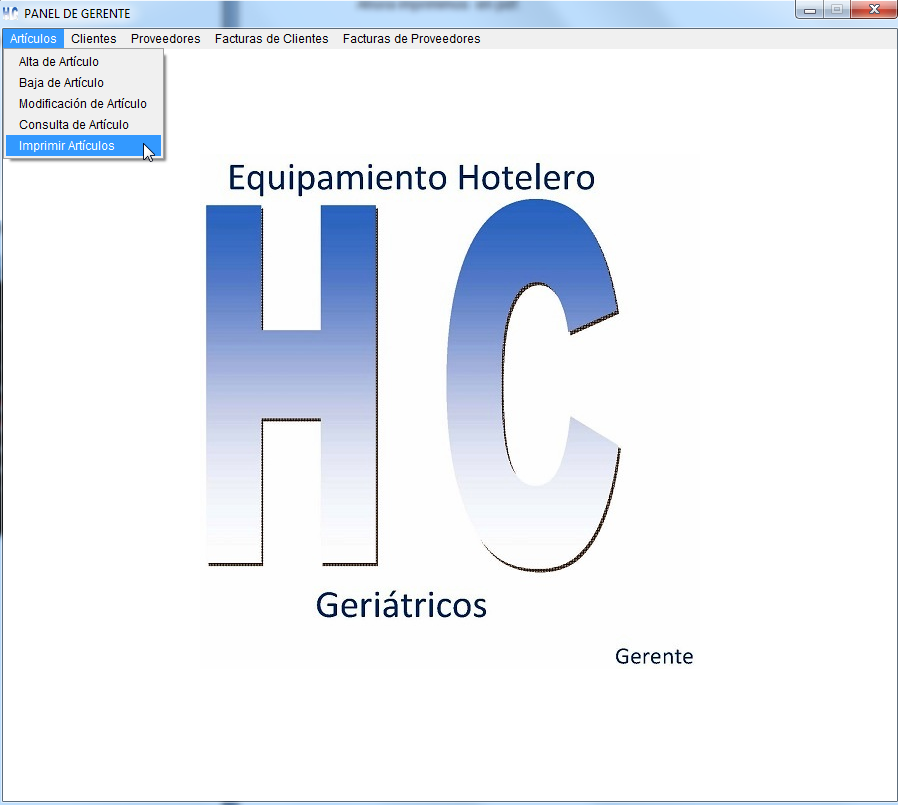 HC PANEL DE GERENTE
Artículos Clientes Proveedores Facturas de Clientes Facturas de Proveedores
Alta de Artículo
Baja de Artículo
Modificación de Artículo
Consulta de Artículo
Imprimir Artículos
Equipamiento Hotelero
HC
Geriátricos
Gerente